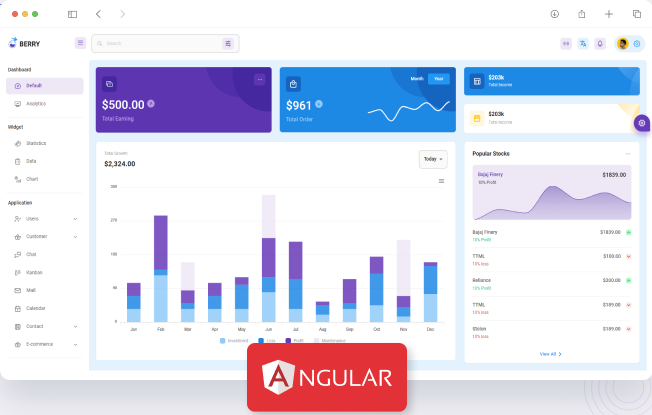 BERRY
Search
Dashboard
Default
Analytics
Widget
Statistics
Data
Chart
Application
Users
Customer
Chat
Kanban
Mail
Calendar
Contact
E-commerce
$500.00
Total Earning
$961
Total Order
Month Year
$203k
Total Income
$203k
Total Income
Total Growth
$2,324.00
Today
360
270
180
90
0
Jan Feb Mar Apr May Jun Jul Aug Sep Oct Nov Dec
Investment Loss Profit Maintenance
Popular Stocks
Bajaj Finery $1839.00
10% Profit
Bajaj Finery $1839.00
10% Profit
TTML $100.00
10% loss
Reliance $200.00
10% Profit
TTML $189.00
10% loss
Stolon $189.00
10% loss
View All
ANGULAR